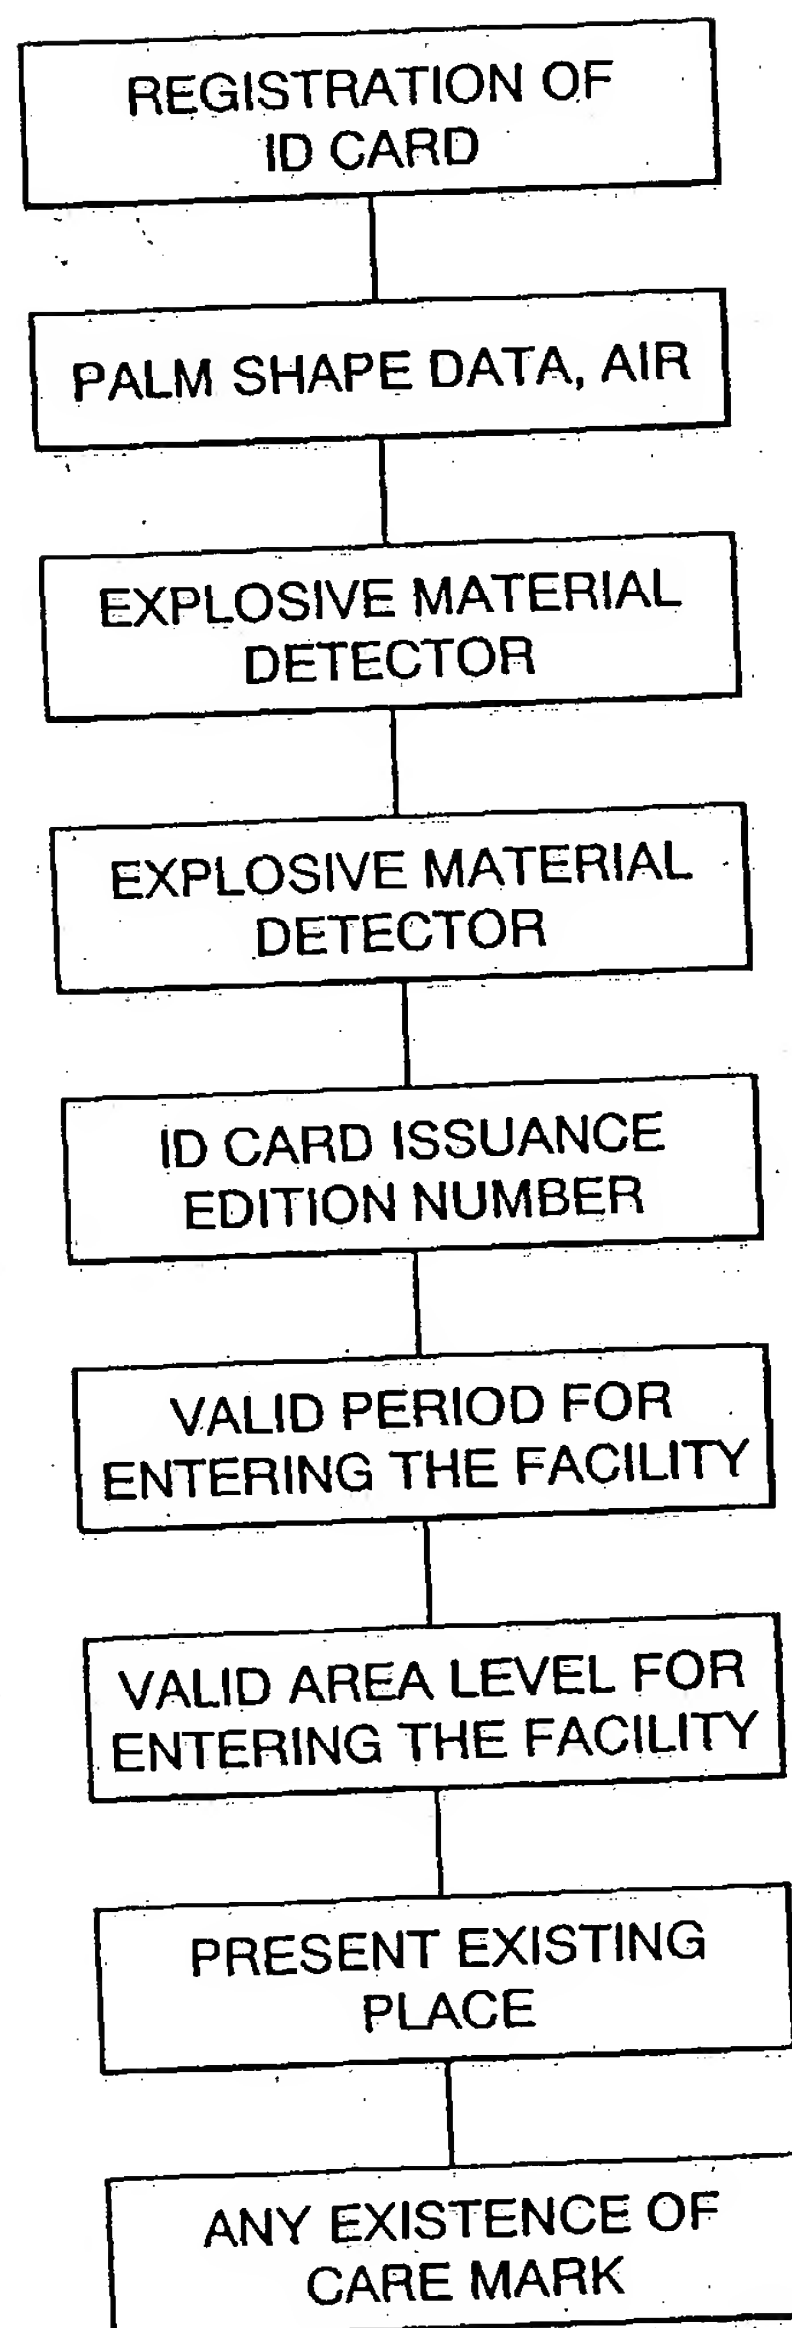 REGISTRATION OF
ID CARD
PALM SHAPE DATA, AIR
EXPLOSIVE MATERIAL
DETECTOR
EXPLOSIVE MATERIAL
DETECTOR
ID CARD ISSUANCE
EDITION NUMBER
VALID PERIOD FOR
ENTERING THE FACILITY
VALID AREA LEVEL FOR
ENTERING THE FACILITY
PRESENT EXISTING
PLACE
ANY EXISTENCE OF
CARE MARK